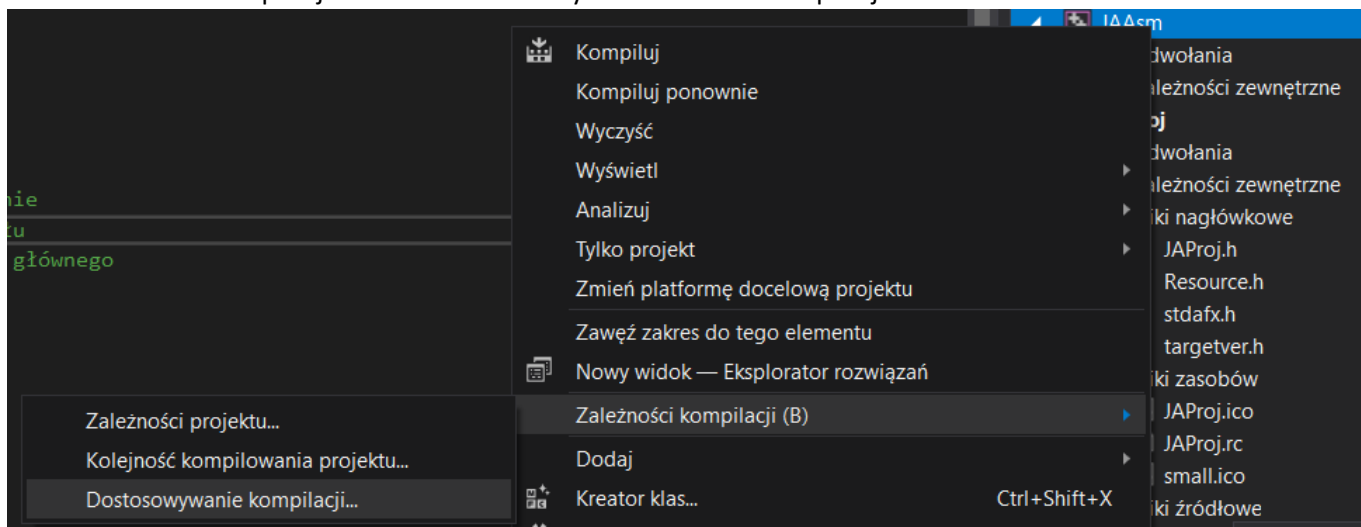 JAAsm
Kompiluj
Kompiluj ponownie
Wyczyść
Wyświetl
Analizuj
Tylko projekt
Zmień platformę docelową projektu
Zawęź zakres do tego elementu
Nowy widok — Eksplorator rozwiązań
Zależności kompilacji (B)
Dodaj
Kreator klas... Ctrl+Shift+X
Zależności projektu...
Kolejność kompilowania projektu...
Dostosowywanie kompilacji...
nie
łu
głównego
dwołania
ależności zewnętrzne
oj
dwołania
ależności zewnętrzne
iki nagłówkowe
JAProj.h
Resource.h
stdafx.h
targetver.h
iki zasobów
JAProj.ico
JAProj.rc
small.ico
iki źródłowe